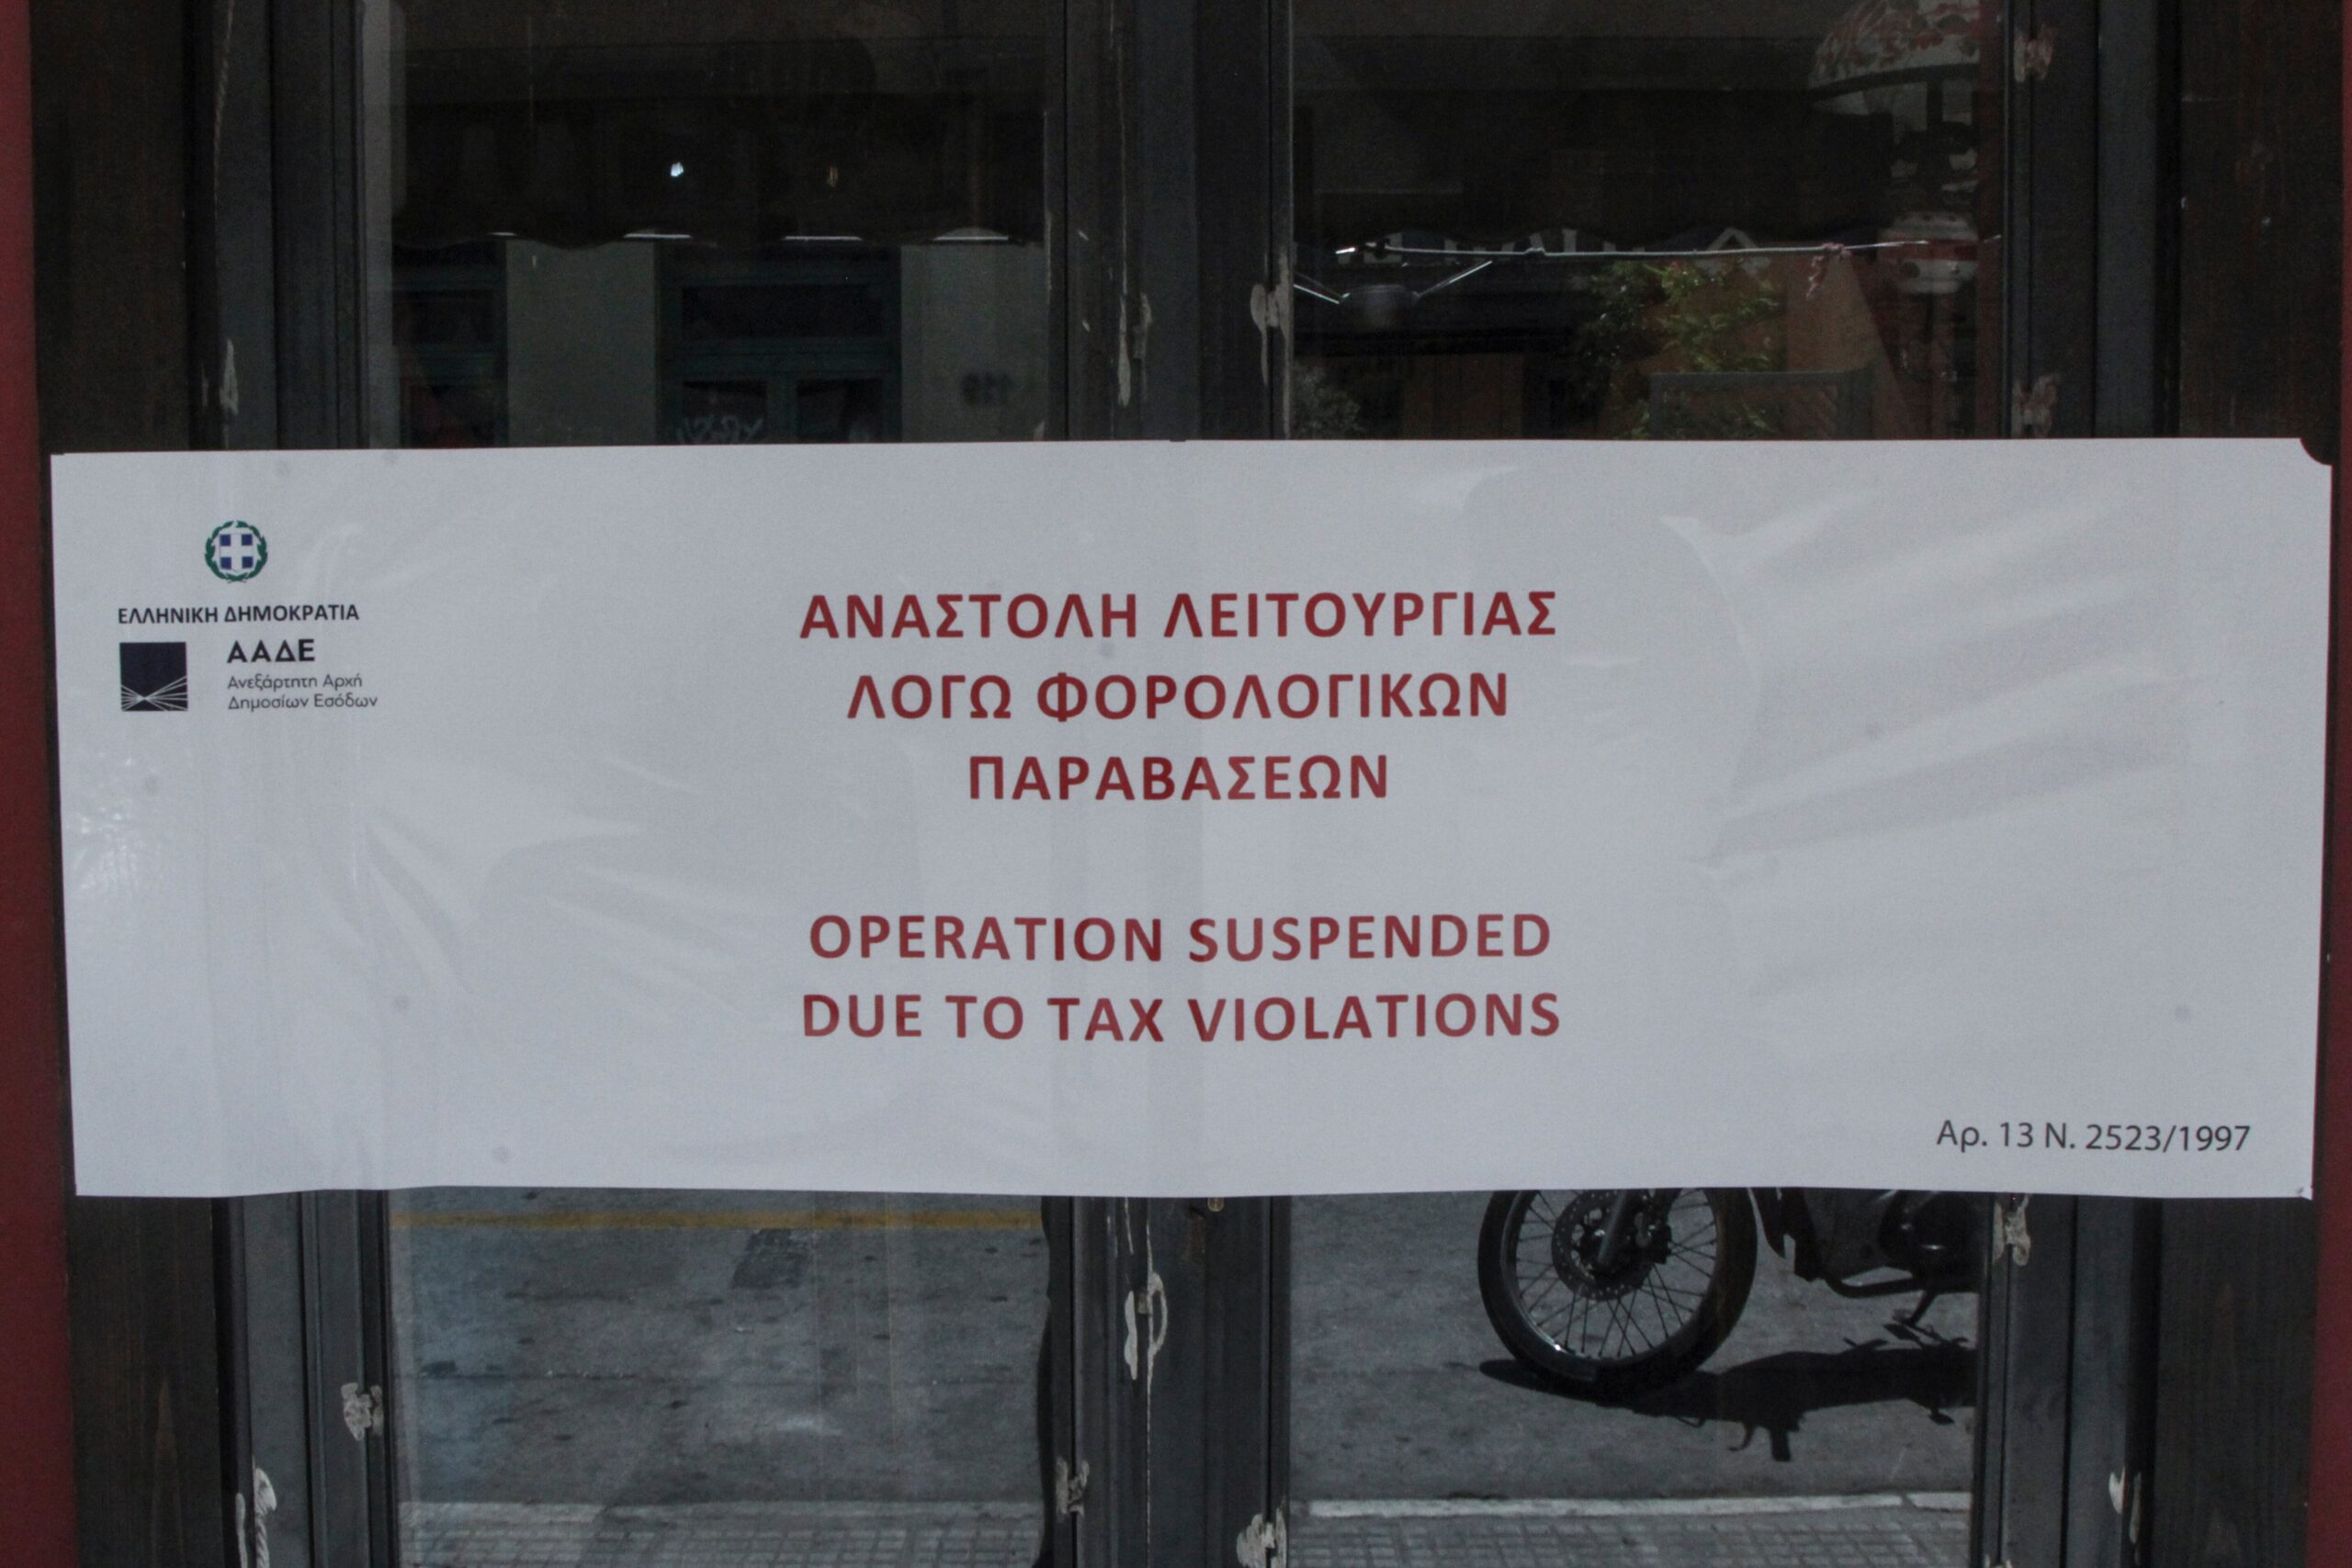 ΕΛΛΗΝΙΚΗ ΔΗΜΟΚΡΑΤΙΑ
ΑΑΔΕ
Ανεξάρτητη Αρχή
Δημοσίων Εσόδων
ΑΝΑΣΤΟΛΗ ΛΕΙΤΟΥΡΓΙΑΣ
ΛΟΓΩ ΦΟΡΟΛΟΓΙΚΩΝ
ΠΑΡΑΒΑΣΕΩΝ
OPERATION SUSPENDED
DUE TO TAX VIOLATIONS
Αρ. 13 Ν. 2523/1997